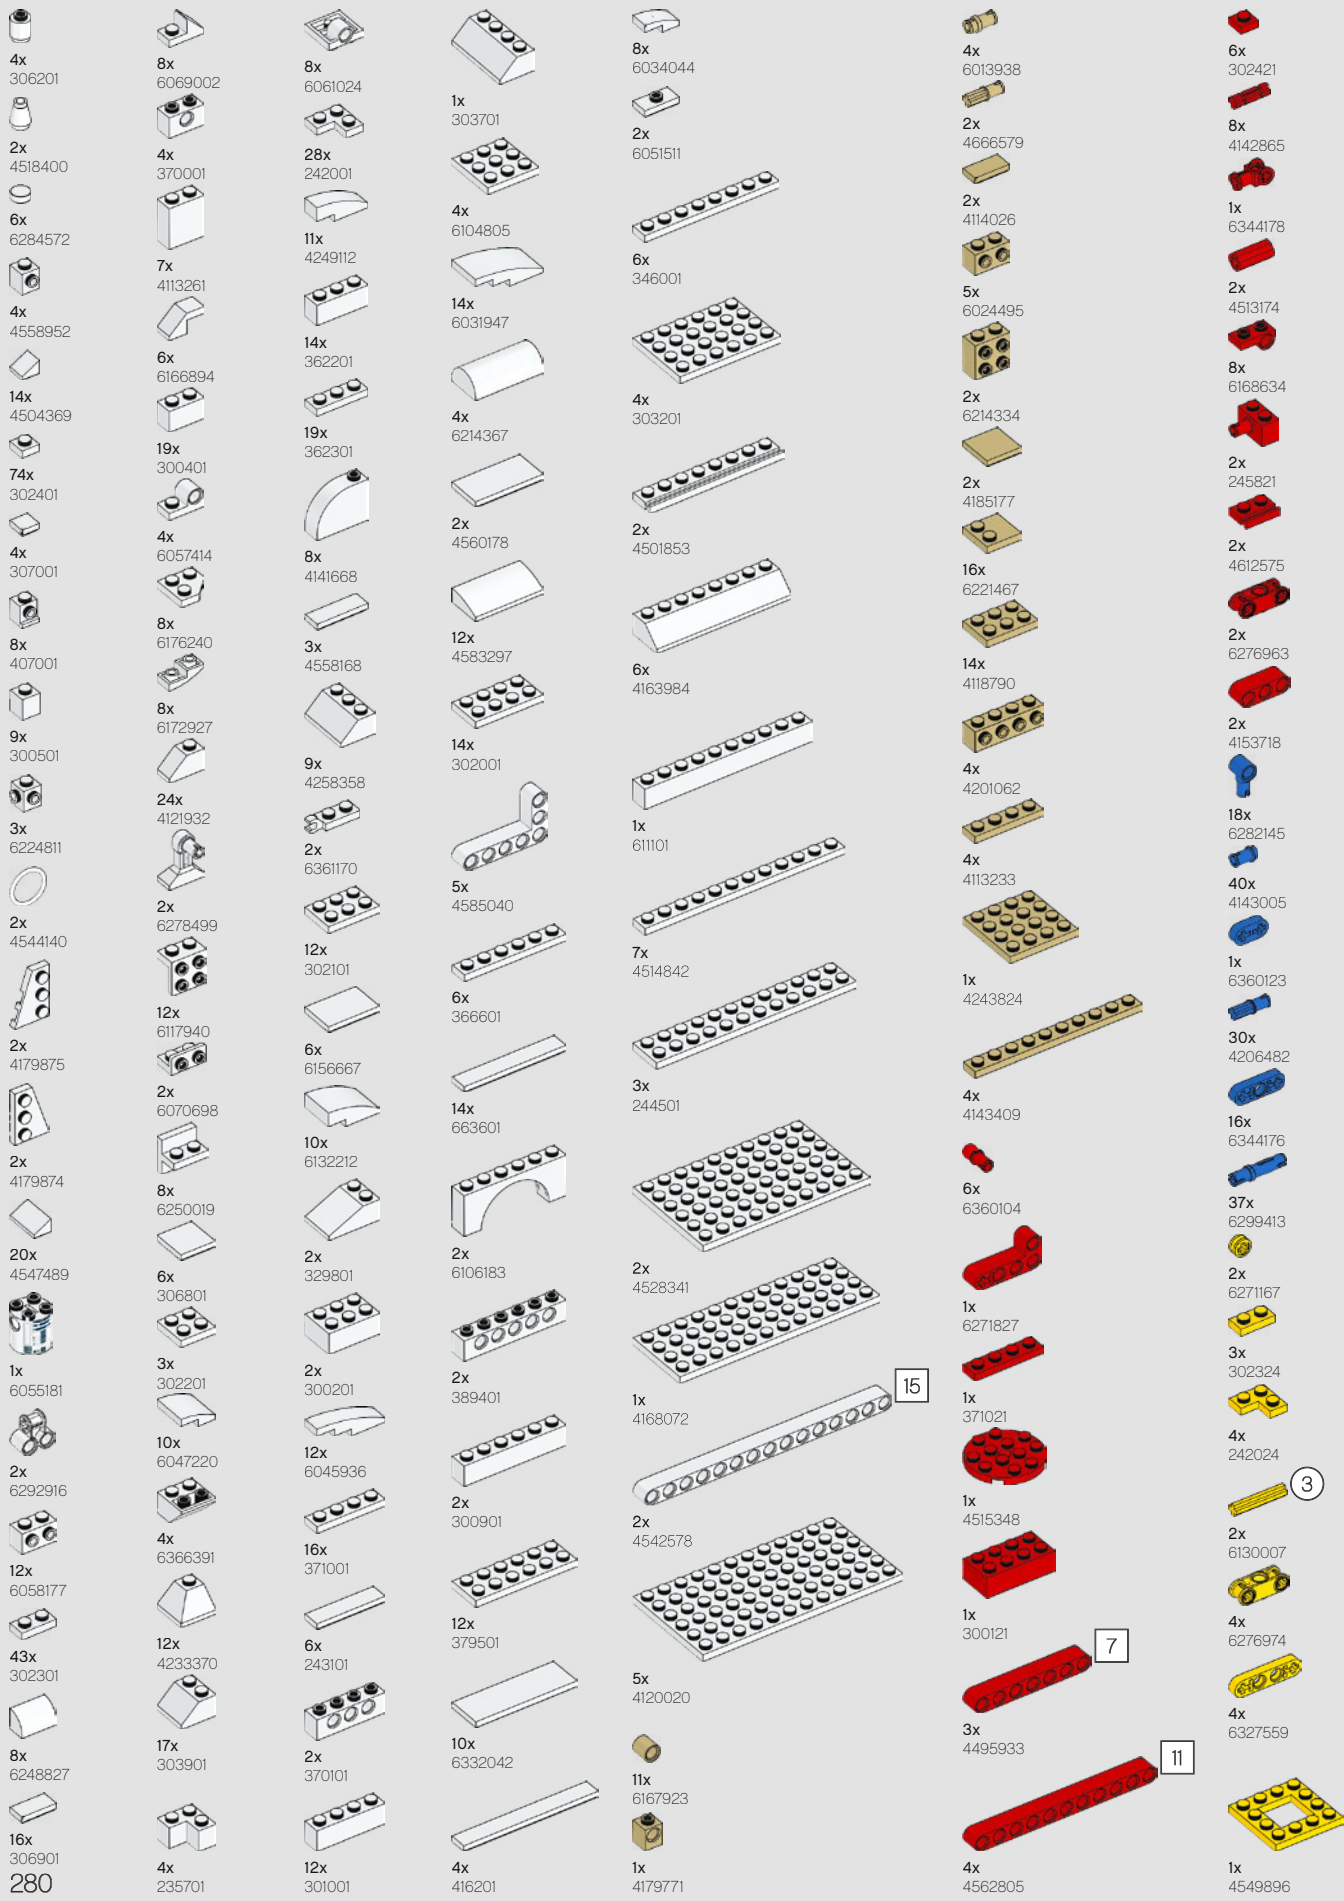 4x
306201
2x
4518400
6x
6284572
4x
4558952
14x
4504369
74x
302401
4x
307001
8x
407001
9x
300501
3x
6224811
2x
4544140
2x
4179875
2x
4179874
20x
4547489
1x
6055181
2x
6292916
12x
6058177
43x
302301
8x
6248827
16x
306901
280
8x
6069002
4x
370001
7x
4113261
6x
6166894
19x
300401
4x
6057414
8x
6176240
8x
6172927
24x
4121932
2x
6278499
12x
6117940
2x
6070698
8x
6250019
6x
306801
3x
302201
10x
6047220
4x
6366391
12x
4233370
17x
303901
4x
235701
8x
6061024
28x
242001
11x
4249112
14x
362201
19x
362301
8x
4141668
3x
4558168
9x
4258358
2x
6361170
12x
302101
6x
6156667
10x
6132212
2x
329801
2x
300201
12x
6045936
16x
371001
6x
243101
2x
370101
12x
301001
1x
303701
4x
6104805
14x
6031947
4x
6214367
2x
4560178
12x
4583297
14x
302001
5x
4585040
6x
366601
14x
663601
2x
6106183
2x
389401
2x
300901
12x
379501
10x
6332042
4x
416201
8x
6034044
2x
6051511
6x
346001
4x
303201
2x
4501853
6x
4163984
1x
611101
7x
4514842
3x
244501
2x
4528341
1x
4168072
15
2x
4542578
5x
4120020
11x
6167923
1x
4179771
4x
6013938
2x
4666579
2x
4114026
5x
6024495
2x
6214334
2x
4185177
16x
6221467
14x
4118790
4x
4201062
4x
4113233
1x
4243824
4x
4143409
6x
6360104
1x
6271827
1x
371021
1x
4515348
1x
300121
7
3x
4495933
11
4x
4562805
6x
302421
8x
4142865
1x
6344178
2x
4513174
8x
6168634
2x
245821
2x
4612575
2x
6276963
2x
4153718
18x
6282145
40x
4143005
1x
6360123
30x
4206482
16x
6344176
37x
6299413
2x
6271167
3x
302324
4x
242024
3
2x
6130007
4x
6276974
4x
6327559
1x
4549896